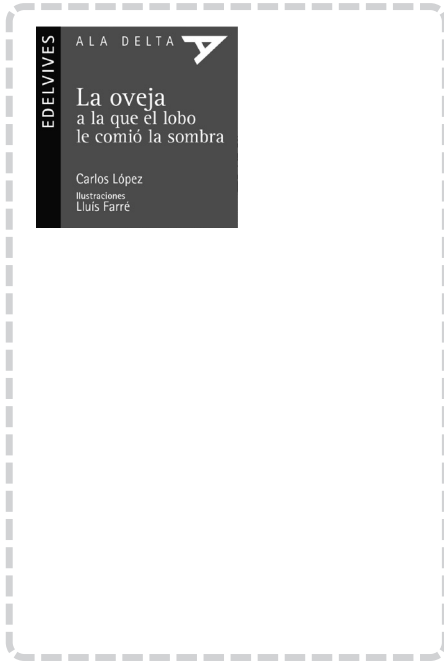 EDELVIVES
ALA DELTA
La oveja
a la que el lobo
le comió la sombra
Carlos López
Ilustraciones
Lluís Farré